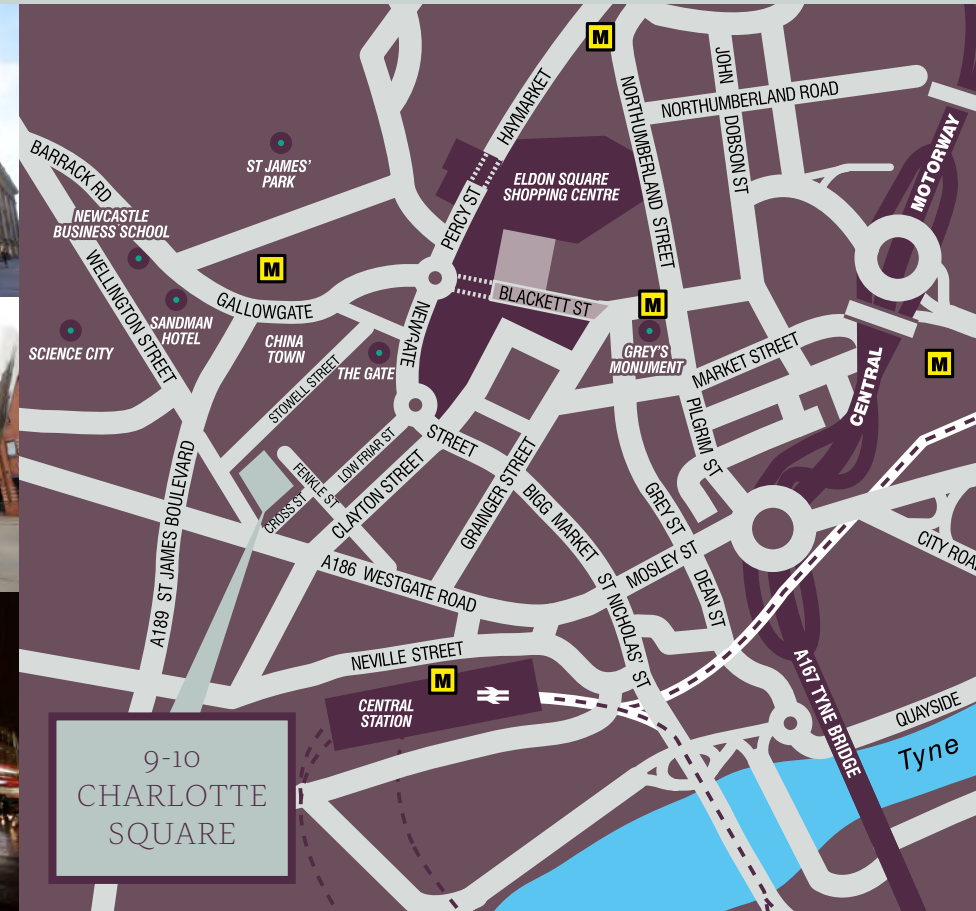 M
HAYMARKET
JOHN DOBSON ST
NORTHUMBERLAND ROAD
NORTHUMBERLAND STREET
MOTORWAY
BARRACK RD
ST JAMES'
PARK
ELDON SQUARE
SHOPPING CENTRE
PERCY ST
NEWCASTLE
BUSINESS SCHOOL
M
WELLINGTON STREET
GALLOWGATE
BLACKETT ST
M
SANDMAN
HOTEL
SCIENCE CITY
CHINA
TOWN
NEWGATE
THE GATE
STOWELL STREET
GREY'S
MONUMENT
MARKET STREET
M
CENTRAL
PILGRIM ST
STREET
LOW FRIAR ST
FENKLE ST
CROSS ST
CLAYTON STREET
GRAINGER STREET
BIGG MARKET
GREY ST
A189 ST JAMES BOULEVARD
A186 WESTGATE ROAD
MOSLEY ST
DEAN ST
CITY ROA
ST NICHOLAS' ST
NEVILLE STREET
M
CENTRAL
STATION
A167 TYNE BRIDGE
QUAYSIDE
Tyne
9-10
CHARLOTTE
SQUARE